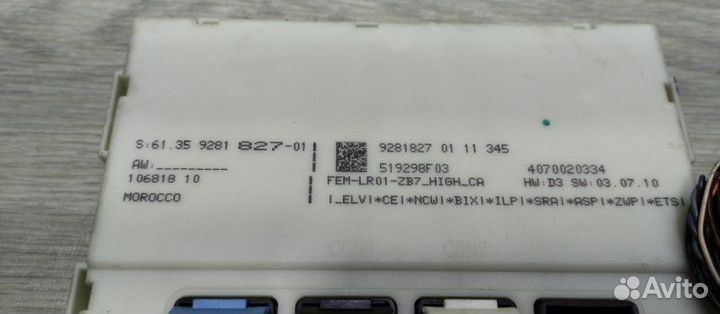 S:61.35 9281 827-01
AW:_________
106818 10
MOROCCO
9281827 01 11 345
519298F03 4070020334
FEM-LR01-ZB7_HIGH_CA HW:D3 SW:03.07.10
|_ELV|*CE|*NCW|*BIX|*ILP|*SRA|*ASP|*ZWP|*ETS|
Avito